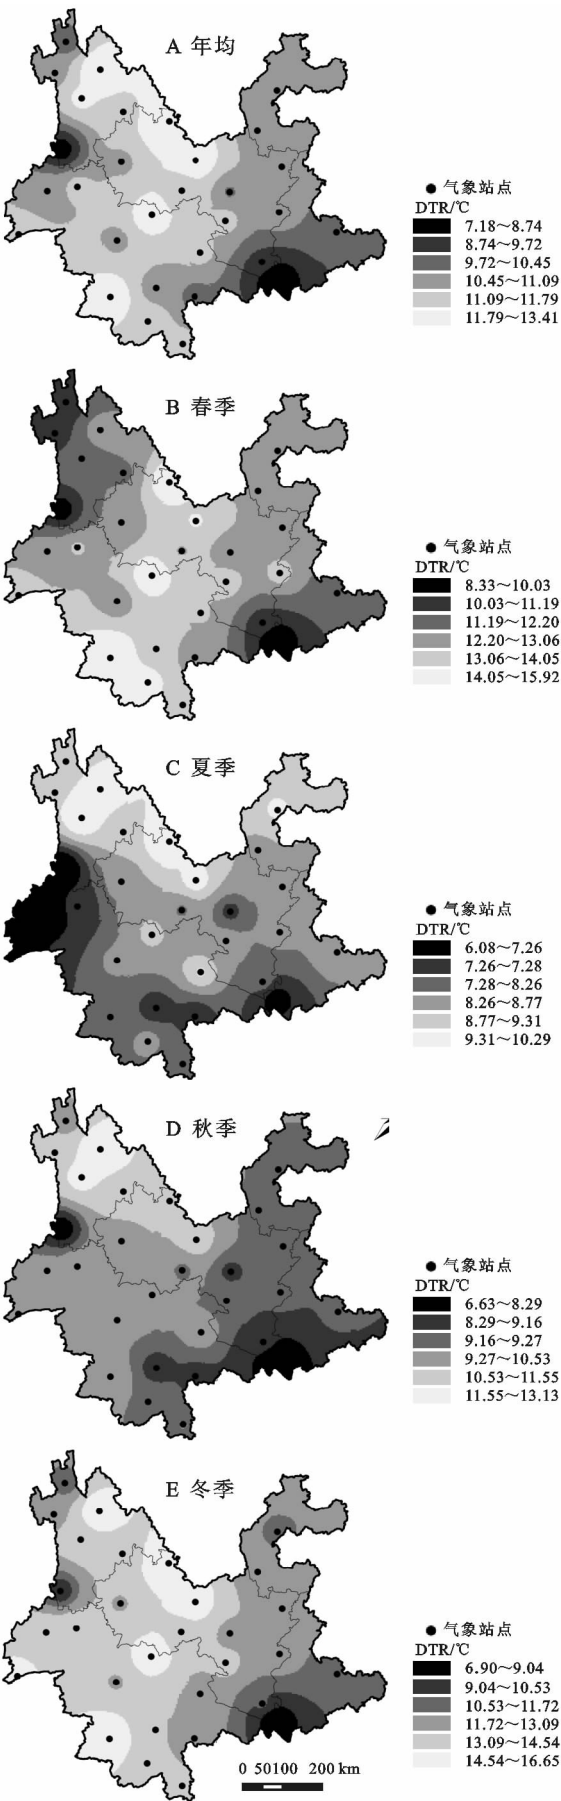 A 年均
● 气象站点
DTR/℃
7.18～8.74
8.74～9.72
9.72～10.45
10.45～11.09
11.09～11.79
11.79～13.41
B 春季
● 气象站点
DTR/℃
8.33～10.03
10.03～11.19
11.19～12.20
12.20～13.06
13.06～14.05
14.05～15.92
C 夏季
● 气象站点
DTR/℃
6.08～7.26
7.26～7.28
7.28～8.26
8.26～8.77
8.77～9.31
9.31～10.29
D 秋季
● 气象站点
DTR/℃
6.63～8.29
8.29～9.16
9.16～9.27
9.27～10.53
10.53～11.55
11.55～13.13
E 冬季
● 气象站点
DTR/℃
6.90～9.04
9.04～10.53
10.53～11.72
11.72～13.09
13.09～14.54
14.54～16.65
0 50100 200 km